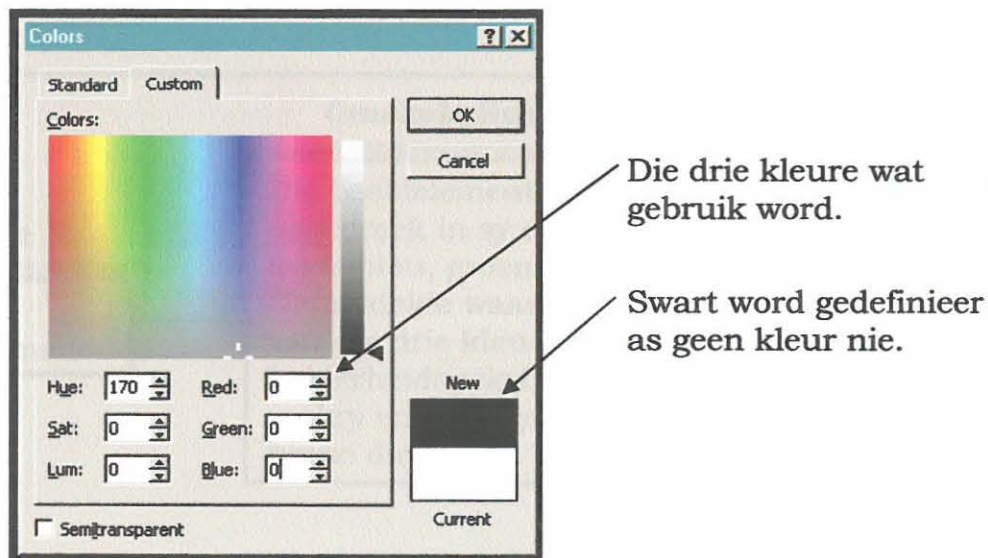 Colors
Standard Custom
Colors:
OK
Cancel
Die drie kleure wat
gebruik word.
Swart word gedefinieer
as geen kleur nie.
Hue: 170 Red: 0
Sat: 0 Green: 0
Lum: 0 Blue: 0
New
Current
Semitransparent